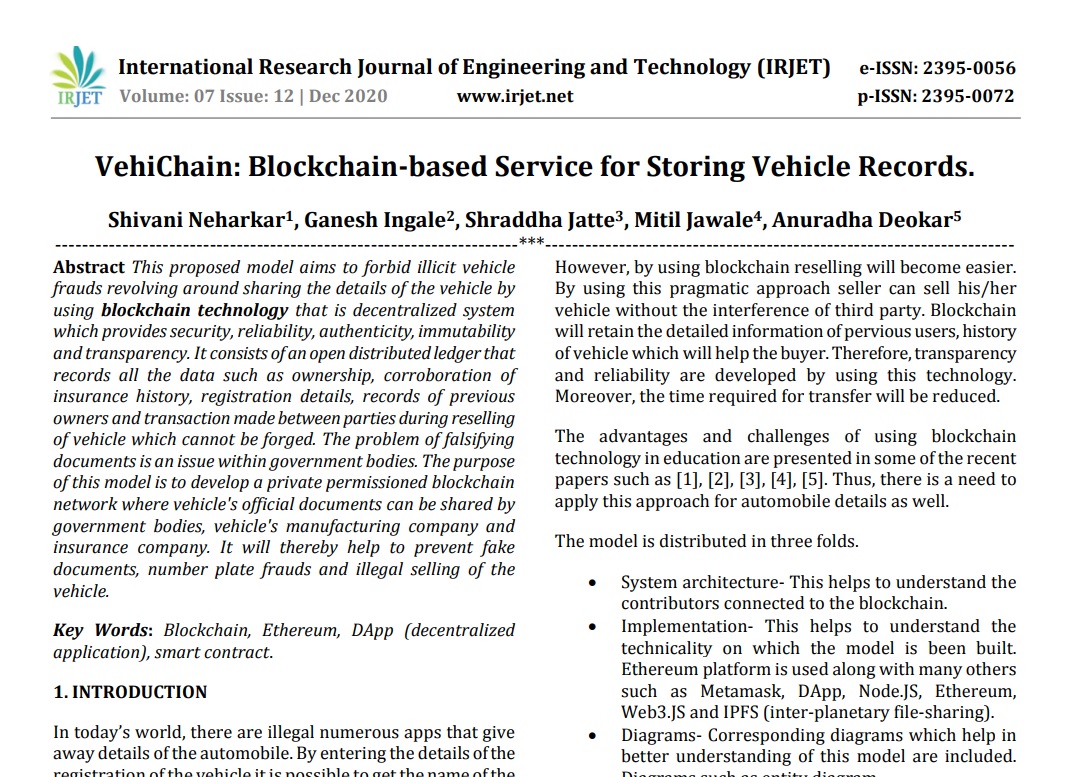 IRJET
International Research Journal of Engineering and Technology (IRJET)
e-ISSN: 2395-0056
Volume: 07 Issue: 12 | Dec 2020
www.irjet.net
p-ISSN: 2395-0072
VehiChain: Blockchain-based Service for Storing Vehicle Records.
Shivani Neharkar1, Ganesh Ingale2, Shraddha Jatte3, Mitil Jawale4, Anuradha Deokar5
---------------------------------------------------------------------***----------------------------------------------------------------------
Abstract This proposed model aims to forbid illicit vehicle
frauds revolving around sharing the details of the vehicle by
using blockchain technology that is decentralized system
which provides security, reliability, authenticity, immutability
and transparency. It consists of an open distributed ledger that
records all the data such as ownership, corroboration of
insurance history, registration details, records of previous
owners and transaction made between parties during reselling
of vehicle which cannot be forged. The problem of falsifying
documents is an issue within government bodies. The purpose
of this model is to develop a private permissioned blockchain
network where vehicle's official documents can be shared by
government bodies, vehicle's manufacturing company and
insurance company. It will thereby help to prevent fake
documents, number plate frauds and illegal selling of the
vehicle.
Key Words: Blockchain, Ethereum, DApp (decentralized
application), smart contract.
1. INTRODUCTION
In today’s world, there are illegal numerous apps that give
away details of the automobile. By entering the details of the
registration of the vehicle it is possible to get the name of the
However, by using blockchain reselling will become easier.
By using this pragmatic approach seller can sell his/her
vehicle without the interference of third party. Blockchain
will retain the detailed information of pervious users, history
of vehicle which will help the buyer. Therefore, transparency
and reliability are developed by using this technology.
Moreover, the time required for transfer will be reduced.
The advantages and challenges of using blockchain
technology in education are presented in some of the recent
papers such as [1], [2], [3], [4], [5]. Thus, there is a need to
apply this approach for automobile details as well.
The model is distributed in three folds.
• System architecture- This helps to understand the
contributors connected to the blockchain.
• Implementation- This helps to understand the
technicality on which the model is been built.
Ethereum platform is used along with many others
such as Metamask, DApp, Node.JS, Ethereum,
Web3.JS and IPFS (inter-planetary file-sharing).
• Diagrams- Corresponding diagrams which help in
better understanding of this model are included.
Diagrams such as entity diagram